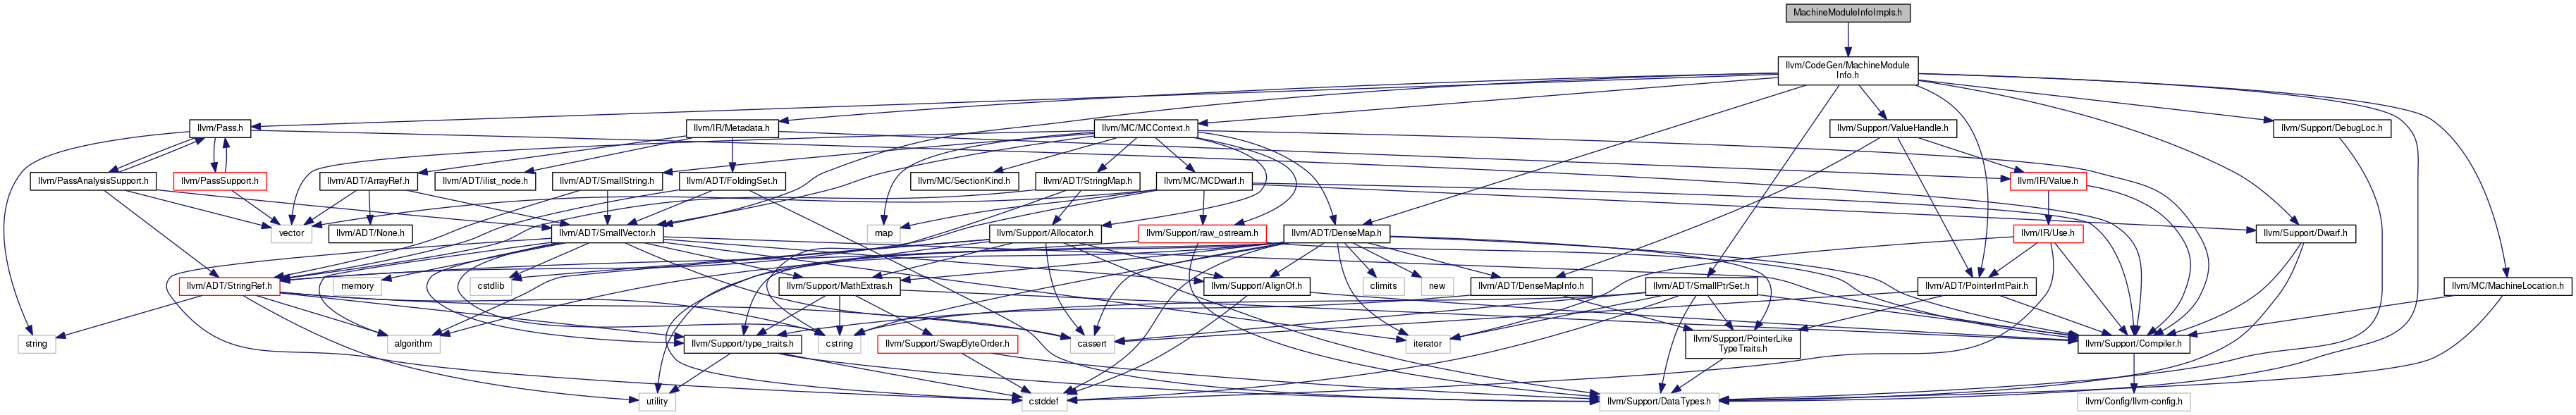 MachineModuleInfoImpls.h
llvm/CodeGen/MachineModule
Info.h
llvm/Pass.h
llvm/IR/Metadata.h
llvm/MC/MCContext.h
llvm/Support/ValueHandle.h
llvm/Support/DebugLoc.h
llvm/PassAnalysisSupport.h
llvm/PassSupport.h
llvm/ADT/ArrayRef.h
llvm/ADT/ilist_node.h
llvm/ADT/SmallString.h
llvm/ADT/FoldingSet.h
llvm/MC/SectionKind.h
llvm/ADT/StringMap.h
llvm/MC/MCDwarf.h
llvm/IR/Value.h
vector
llvm/ADT/None.h
llvm/ADT/SmallVector.h
map
llvm/Support/Allocator.h
llvm/Support/raw_ostream.h
llvm/ADT/DenseMap.h
llvm/IR/Use.h
llvm/Support/Dwarf.h
llvm/ADT/StringRef.h
memory
cstdlib
llvm/Support/MathExtras.h
llvm/Support/AlignOf.h
climits
new
llvm/ADT/DenseMapInfo.h
llvm/ADT/SmallPtrSet.h
llvm/ADT/PointerIntPair.h
llvm/MC/MachineLocation.h
string
algorithm
llvm/Support/type_traits.h
cstring
llvm/Support/SwapByteOrder.h
cassert
iterator
llvm/Support/PointerLike
TypeTraits.h
llvm/Support/Compiler.h
utility
cstddef
llvm/Support/DataTypes.h
llvm/Config/llvm-config.h